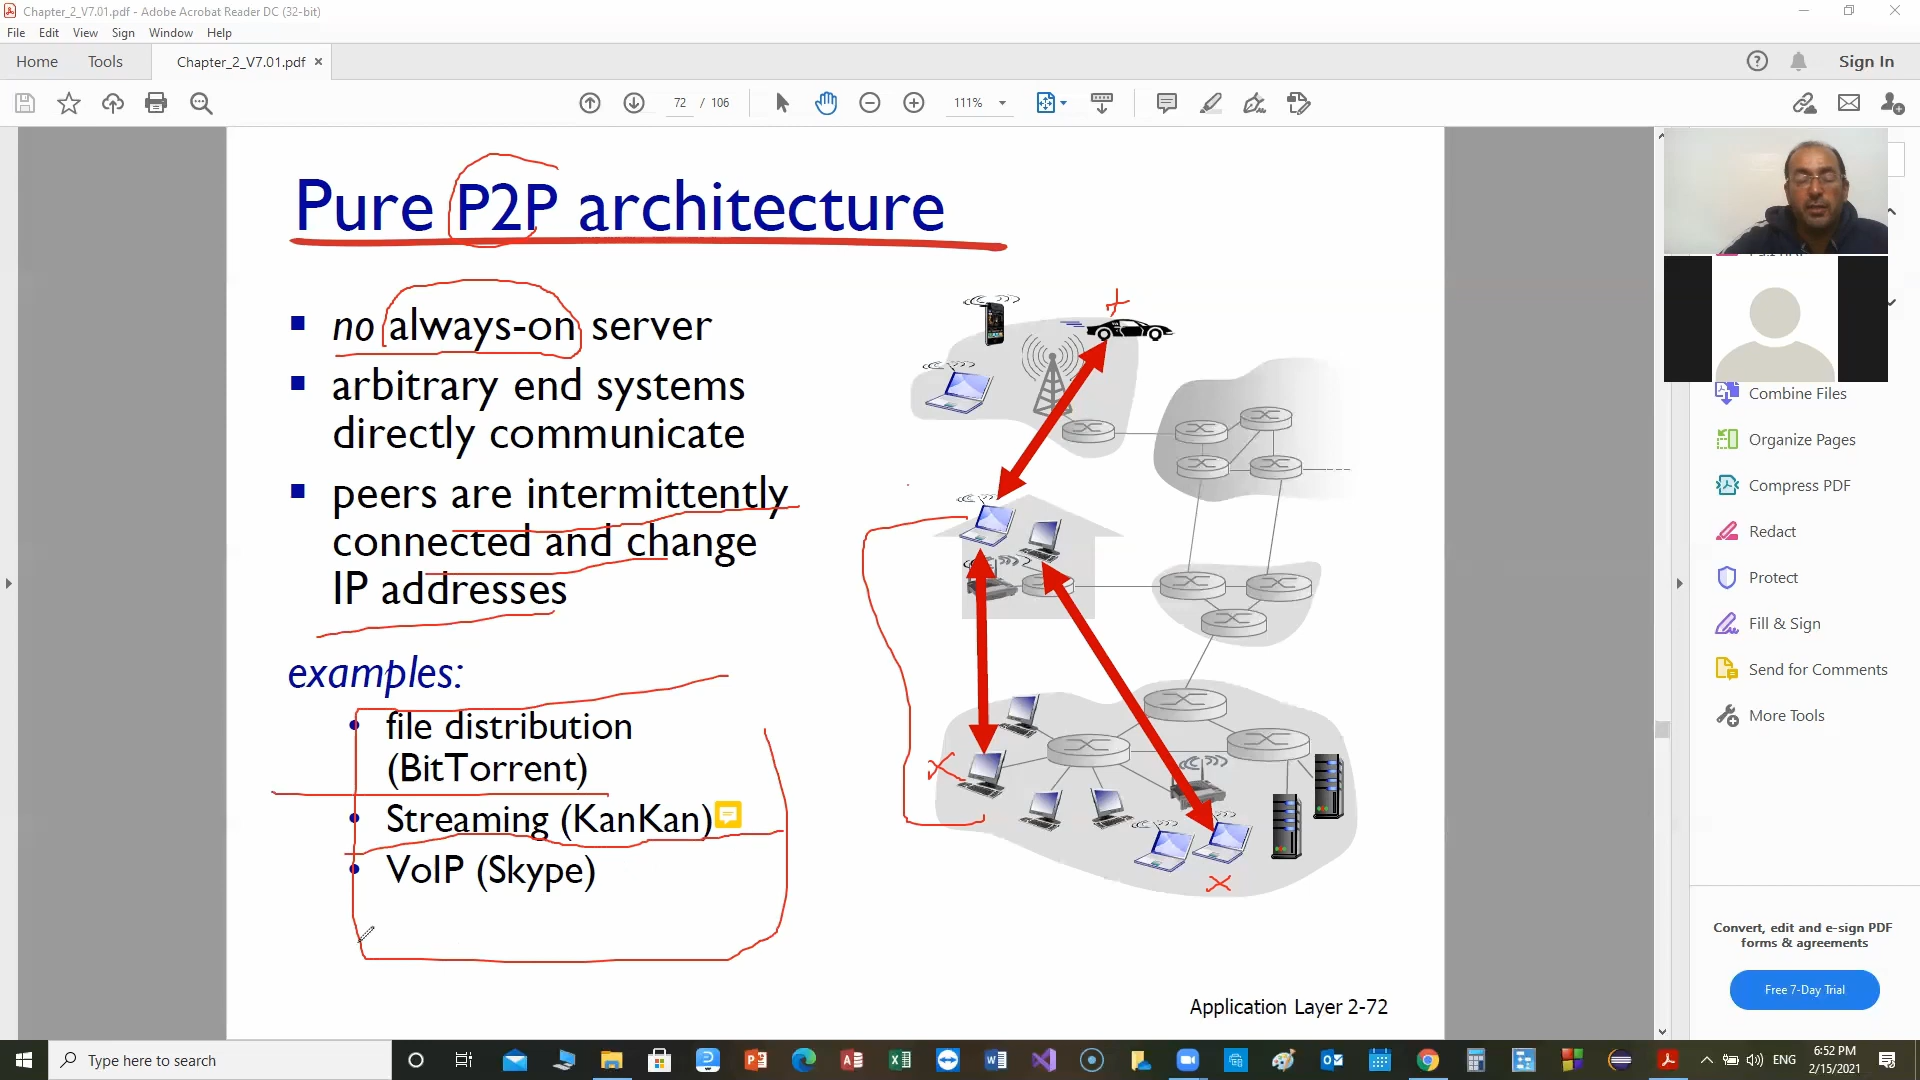 Chapter_2_V7.01.pdf - Adobe Acrobat Reader DC (32-bit)
File Edit View Sign Window Help
Home Tools Chapter_2_V7.01.pdf × Sign In
72 / 106 111%
Pure P2P architecture
no always-on server
arbitrary end systems
directly communicate
peers are intermittently
connected and change
IP addresses
examples:
file distribution
(BitTorrent)
Streaming (KanKan)
VoIP (Skype)
Application Layer 2-72
Combine Files
Organize Pages
Compress PDF
Redact
Protect
Fill & Sign
Send for Comments
More Tools
Convert, edit and e-sign PDF
forms & agreements
Free 7-Day Trial
Type here to search
ENG
6:52 PM
2/15/2021